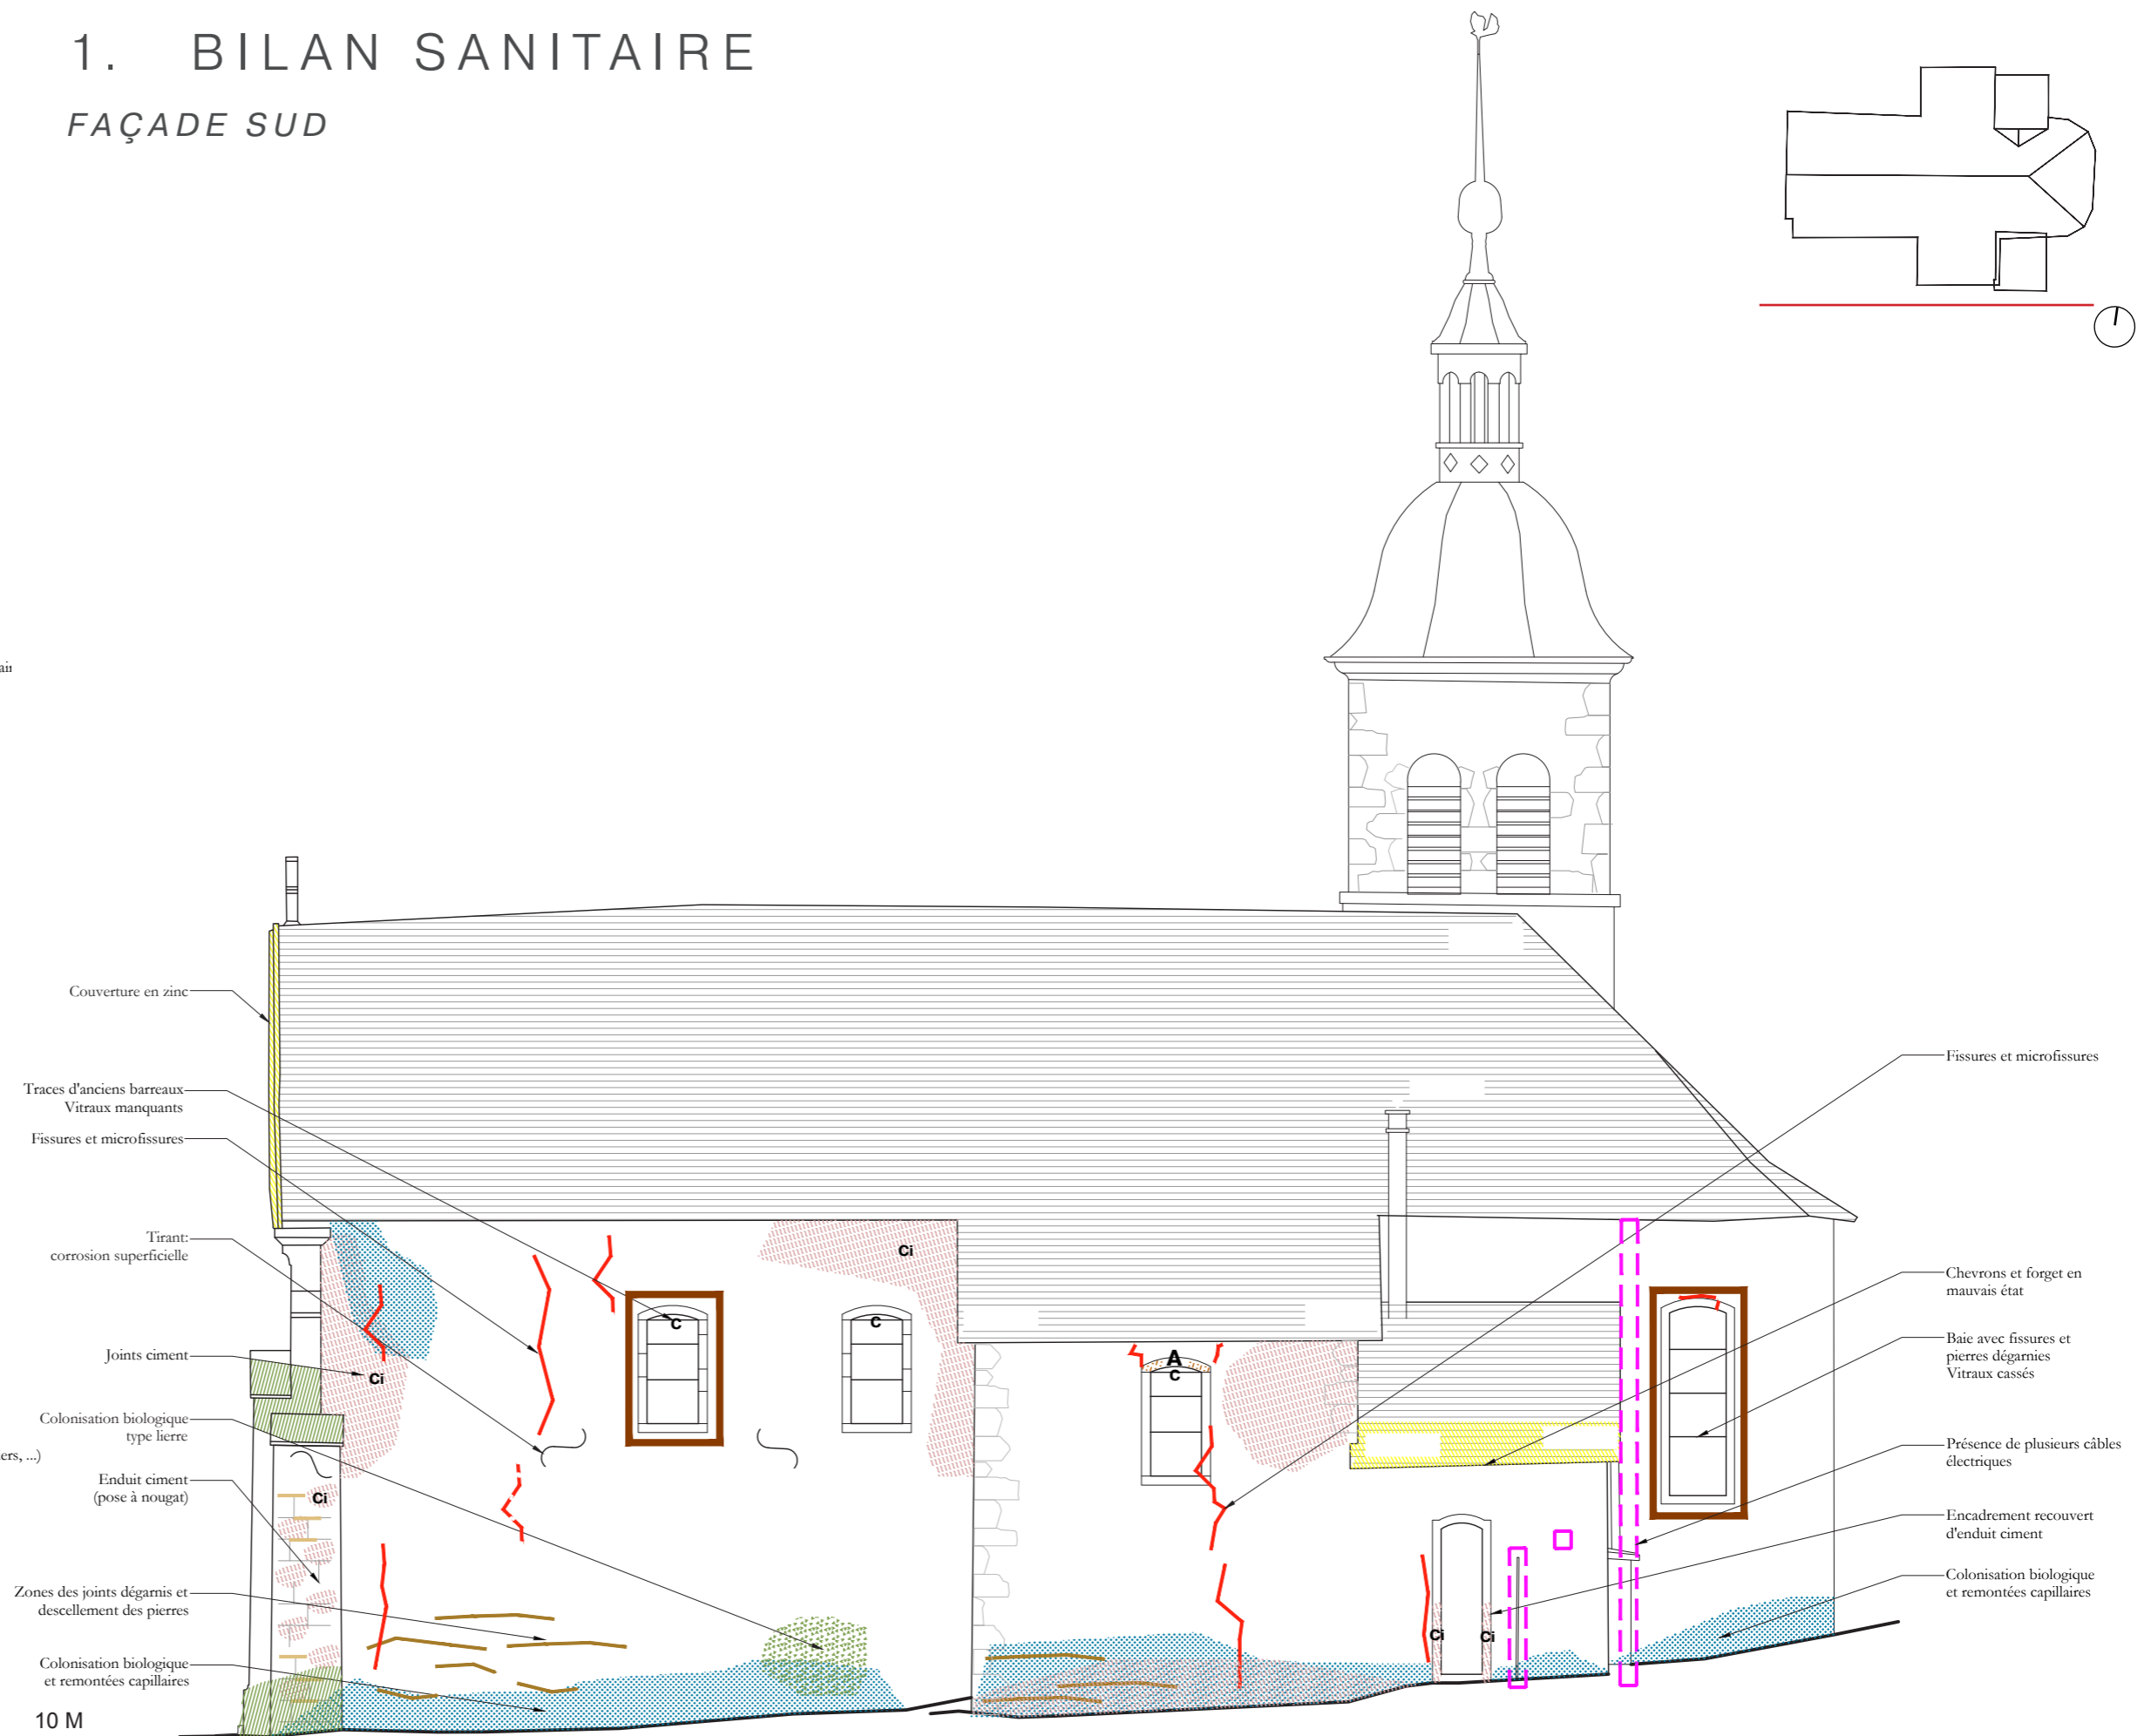 1. BILAN SANITAIRE
FAÇADE SUD
Couverture en zinc
Traces d'anciens barreaux
Vitraux manquants
Fissures et microfissures
Tirant:
corrosion superficielle
Joints ciment
Colonisation biologique
type lierre
ers, ...)
Enduit ciment
(pose à nougat)
Zones des joints dégarnis et
descellement des pierres
Colonisation biologique
et remontées capillaires
10 M
Ci
Ci
Ci
C
C
A
C
Ci
Ci
Fissures et microfissures
Chevrons et forget en
mauvais état
Baie avec fissures et
pierres dégarnies
Vitraux cassés
Présence de plusieurs câbles
électriques
Encadrement recouvert
d'enduit ciment
Colonisation biologique
et remontées capillaires